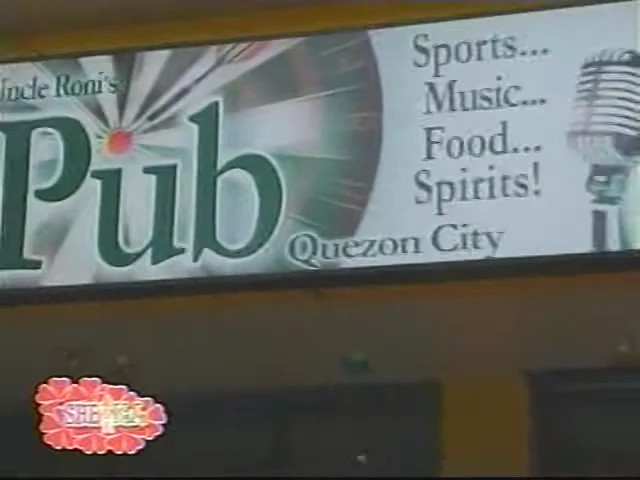 Uncle Roni's
Pub
Quezon City
Sports...
Music...
Food...
Spirits!